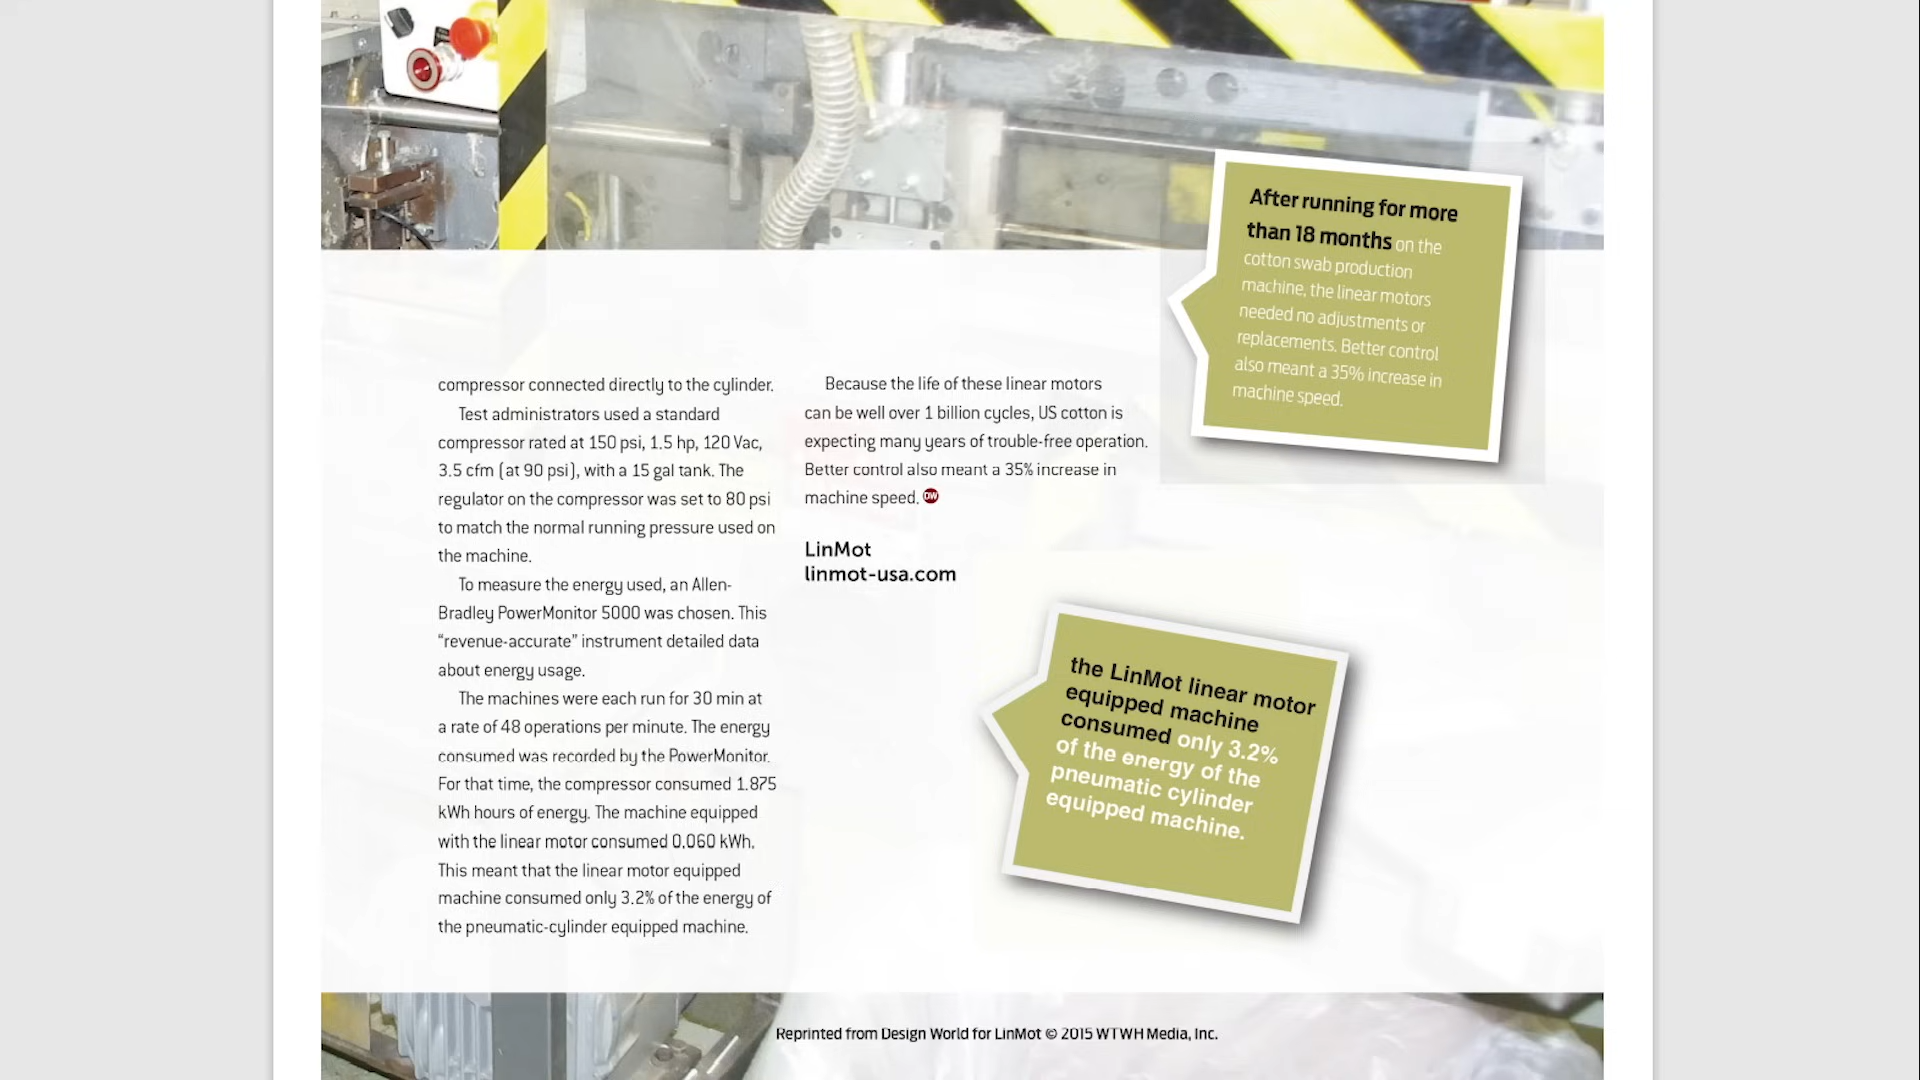 compressor connected directly to the cylinder.
Test administrators used a standard
compressor rated at 150 psi, 1.5 hp, 120 Vac,
3.5 cfm (at 90 psi), with a 15 gal tank. The
regulator on the compressor was set to 80 psi
to match the normal running pressure used on
the machine.
To measure the energy used, an Allen-
Bradley PowerMonitor 5000 was chosen. This
“revenue-accurate” instrument detailed data
about energy usage.
The machines were each run for 30 min at
a rate of 48 operations per minute. The energy
consumed was recorded by the PowerMonitor.
For that time, the compressor consumed 1.875
kWh hours of energy. The machine equipped
with the linear motor consumed 0.060 kWh.
This meant that the linear motor equipped
machine consumed only 3.2% of the energy of
the pneumatic-cylinder equipped machine.
Because the life of these linear motors
can be well over 1 billion cycles, US cotton is
expecting many years of trouble-free operation.
Better control also meant a 35% increase in
machine speed. DW
LinMot
linmot-usa.com
After running for more
than 18 months on the
cotton swab production
machine, the linear motors
needed no adjustments or
replacements. Better control
also meant a 35% increase in
machine speed.
the LinMot linear motor
equipped machine
consumed only 3.2%
of the energy of the
pneumatic cylinder
equipped machine.
Reprinted from Design World for LinMot © 2015 WTWH Media, Inc.